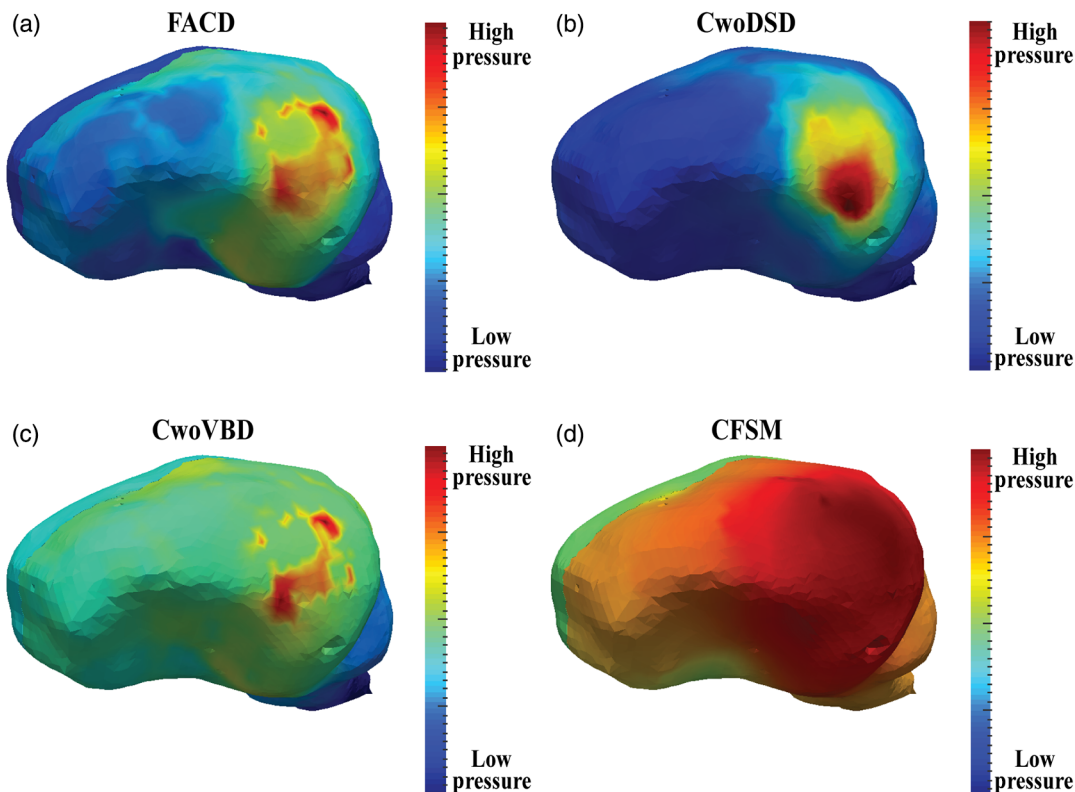 (a)
FACD
High
pressure
Low
pressure
(b)
CwoDSD
High
pressure
Low
pressure
(c)
CwoVBD
High
pressure
Low
pressure
(d)
CFSM
High
pressure
Low
pressure